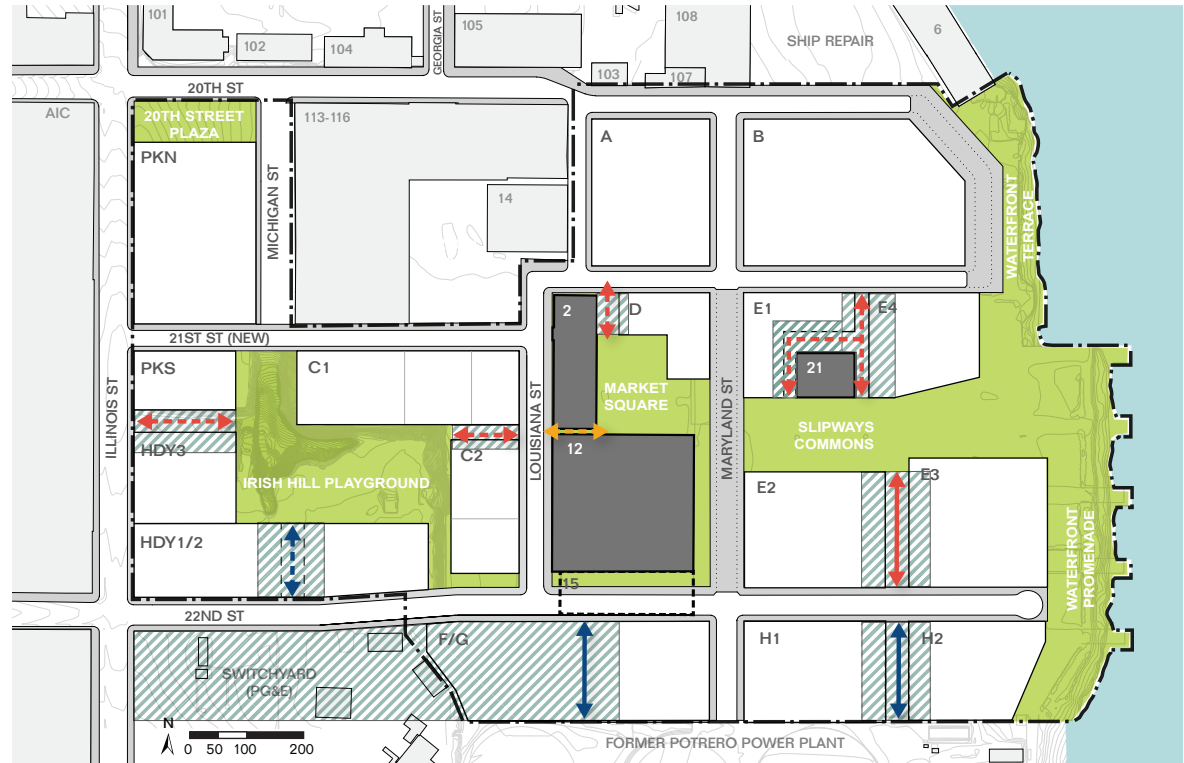 101
102
104
GEORGIA ST
105
108
103
107
SHIP REPAIR
6
20TH ST
AIC
20TH STREET
PLAZA
PKN
MICHIGAN ST
113-116
14
A
B
WATERFRONT
TERRACE
21ST ST (NEW)
2
D
E1
E4
21
PKS
C1
ILLINOIS ST
LOUISIANA ST
MARKET
SQUARE
MARYLAND ST
SLIPWAYS
COMMONS
HDY3
C2
12
IRISH HILL PLAYGROUND
E2
E3
HDY1/2
15
WATERFRONT
PROMENADE
22ND ST
F/G
H1
H2
SWITCHYARD
(PG&E)
N
0 50 100 200
FORMER POTRERO POWER PLANT